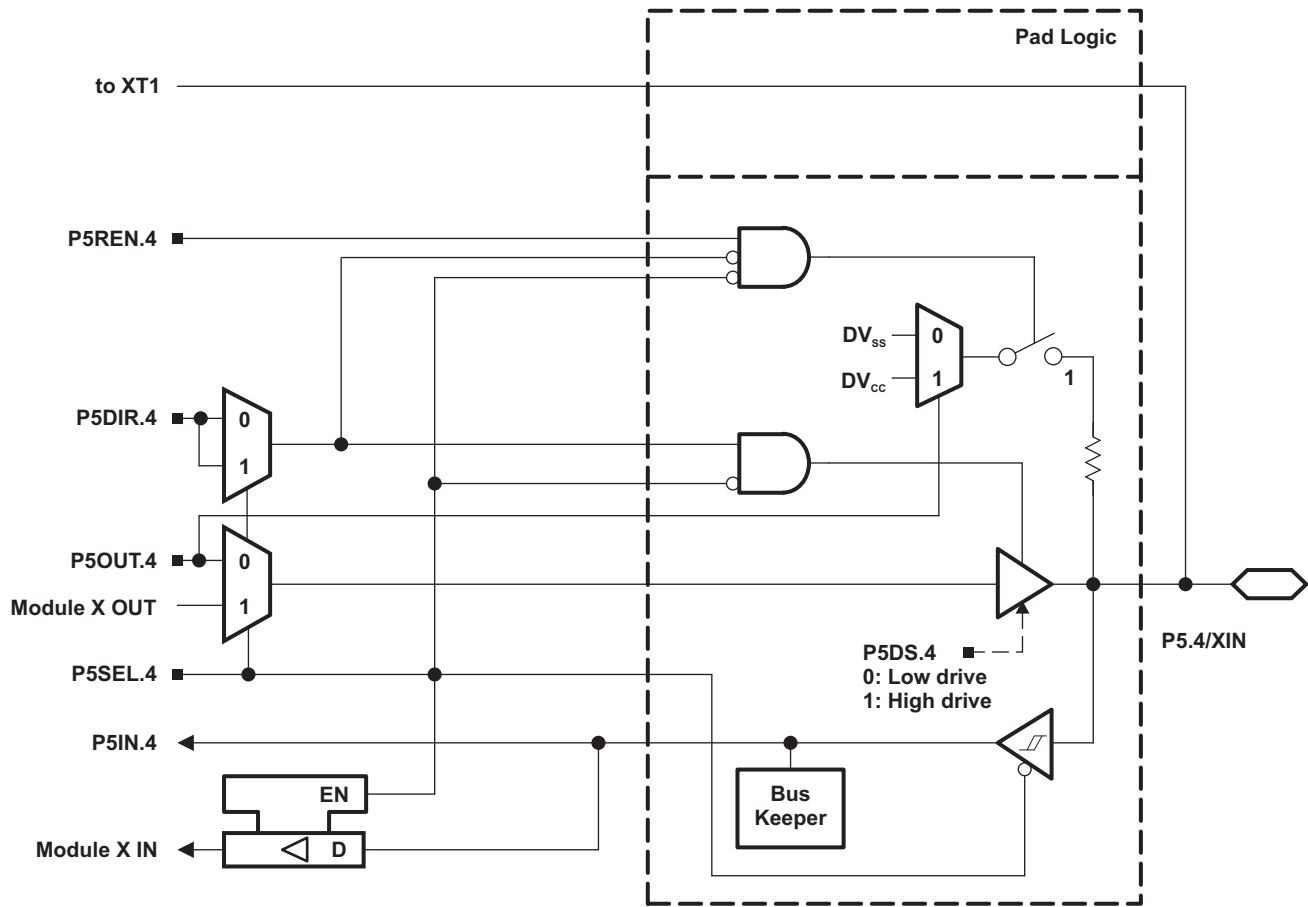 Pad Logic
to XT1
P5REN.4
DVss
0
DVcc
1
1
P5DIR.4
0
1
P5OUT.4
0
Module X OUT
1
P5DS.4
0: Low drive
1: High drive
P5.4/XIN
P5SEL.4
P5IN.4
EN
Bus
Keeper
Module X IN
D